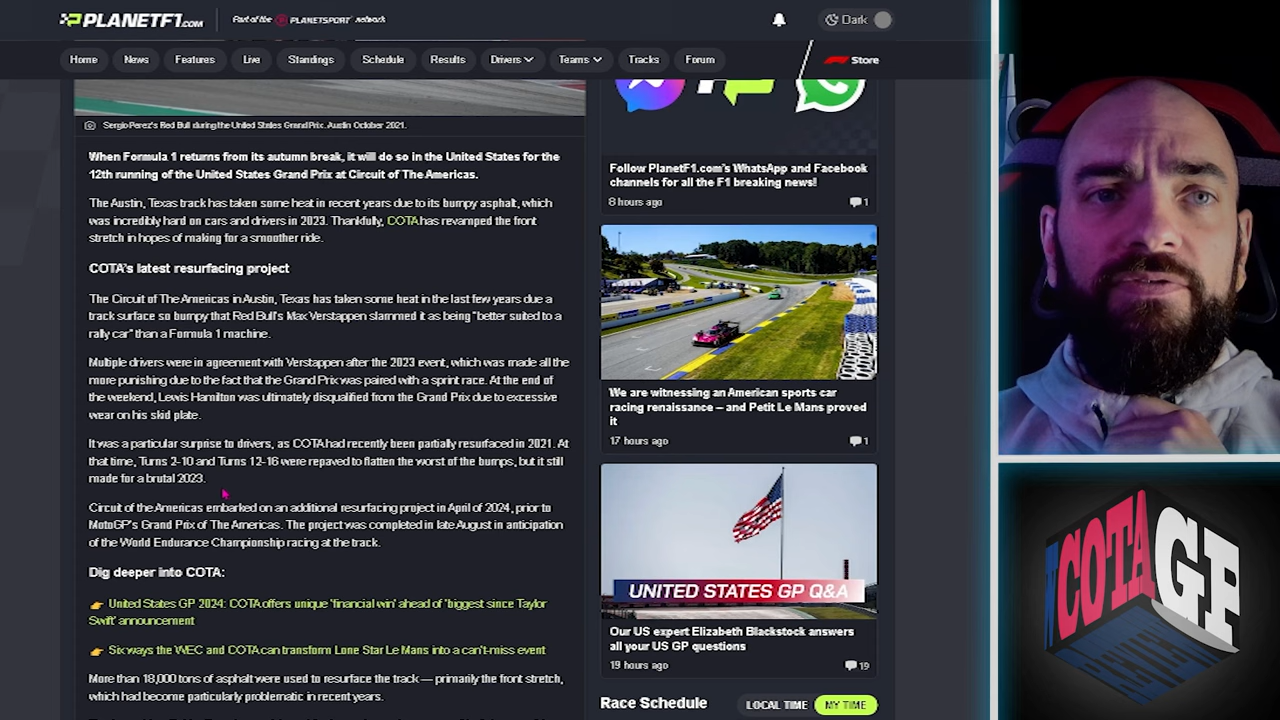 PLANETF1.COM
Part of the PLANETSPORT network
Dark
Home News Features Live Standings Schedule Results Drivers Teams Tracks Forum Store
Sergio Perez's Red Bull during the United States Grand Prix. Austin October 2021.
When Formula 1 returns from its autumn break, it will do so in the United States for the
12th running of the United States Grand Prix at Circuit of The Americas.
The Austin, Texas track has taken some heat in recent years due to its bumpy asphalt, which
was incredibly hard on cars and drivers in 2023. Thankfully, COTA has revamped the front
stretch in hopes of making for a smoother ride.
COTA's latest resurfacing project
The Circuit of The Americas in Austin, Texas has taken some heat in the last few years due a
track surface so bumpy that Red Bull's Max Verstappen slammed it as being "better suited to a
rally car" than a Formula 1 machine.
Multiple drivers were in agreement with Verstappen after the 2023 event, which was made all the
more punishing due to the fact that the Grand Prix was paired with a sprint race. At the end of
the weekend, Lewis Hamilton was ultimately disqualified from the Grand Prix due to excessive
wear on his skid plate.
It was a particular surprise to drivers, as COTA had recently been partially resurfaced in 2021. At
that time, Turns 2-10 and Turns 12-16 were repaved to flatten the worst of the bumps, but it still
made for a brutal 2023.
Circuit of the Americas embarked on an additional resurfacing project in April of 2024, prior to
MotoGP's Grand Prix of The Americas. The project was completed in late August in anticipation
of the World Endurance Championship racing at the track.
Dig deeper into COTA:
United States GP 2024: COTA offers unique 'financial win' ahead of 'biggest since Taylor
Swift' announcement
Six ways the WEC and COTA can transform Lone Star Le Mans into a can't-miss event
More than 18,000 tons of asphalt were used to resurface the track — primarily the front stretch,
which had become particularly problematic in recent years.
Follow PlanetF1.com's WhatsApp and Facebook
channels for all the F1 breaking news!
8 hours ago 1
We are witnessing an American sports car
racing renaissance – and Petit Le Mans proved
it
17 hours ago 1
UNITED STATES GP Q&A
Our US expert Elizabeth Blackstock answers
all your US GP questions
19 hours ago 19
Race Schedule LOCAL TIME MY TIME
COTA GP